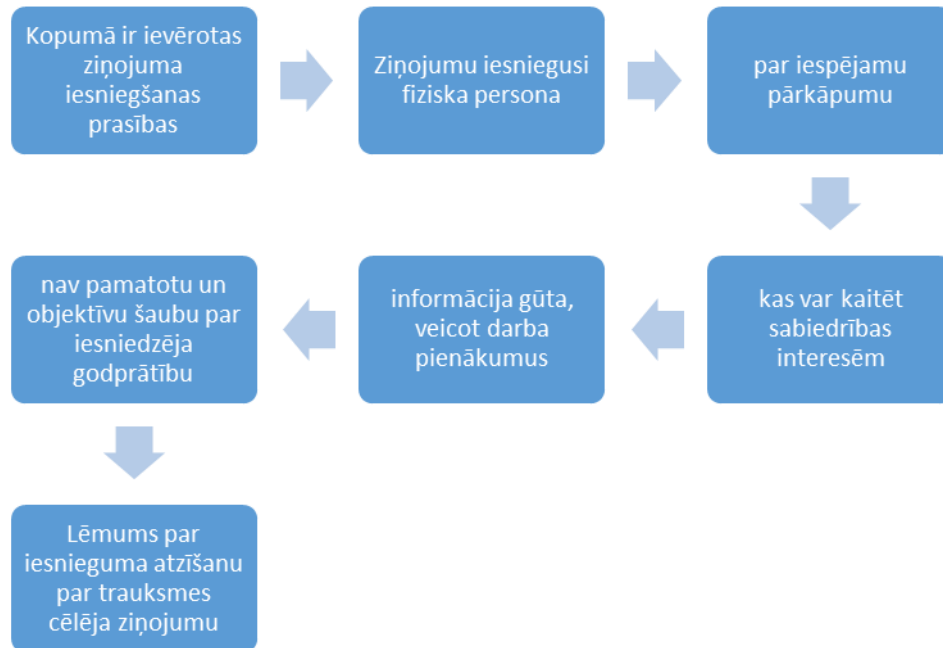 Kopumā ir ievērotas
ziņojuma
iesniegšanas
prasības
Ziņojumu iesniegusi
fiziska persona
par iespējamu
pārkāpumu
kas var kaitēt
sabiedrības
interesēm
informācija gūta,
veicot darba
pienākumus
nav pamatotu un
objektīvu šaubu par
iesniedzēja
godprātību
Lēmums par
iesnieguma atzīšanu
par trauksmes
cēlēja ziņojumu